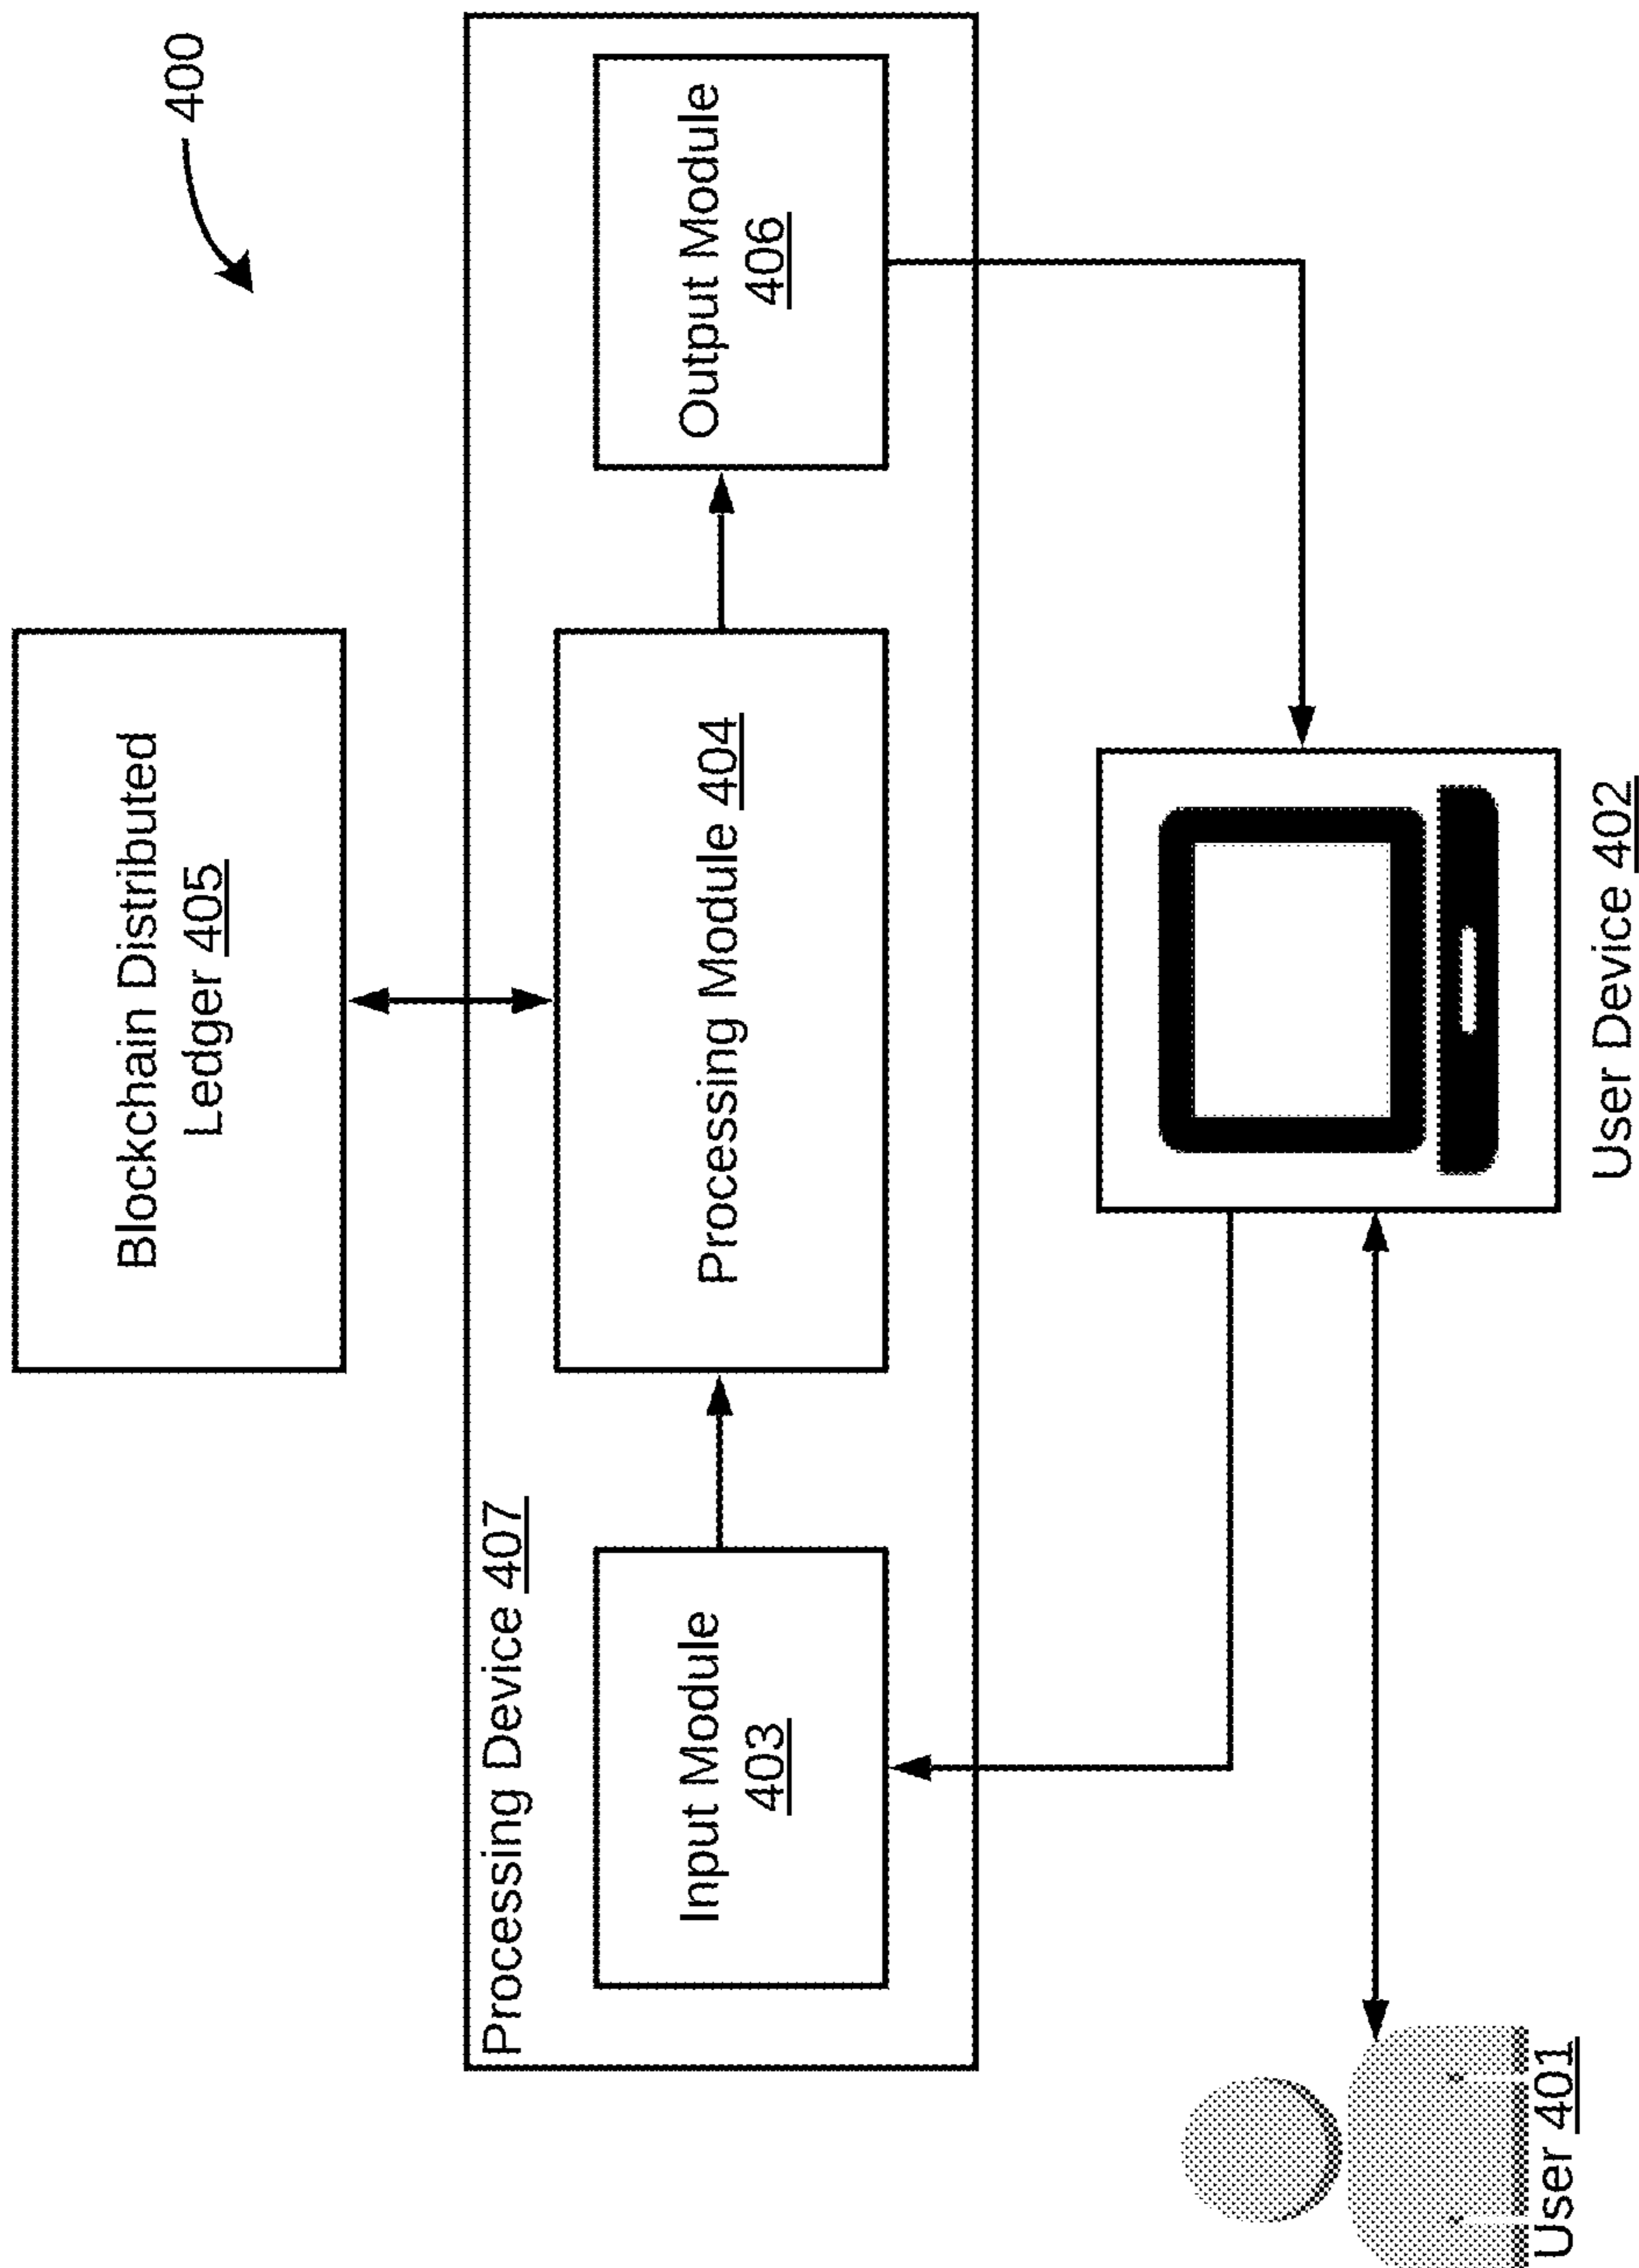 400
Blockchain Distributed
Ledger 405
Processing Device 407
Input Module
403
Processing Module 404
Output Module
406
User Device 402
User 401